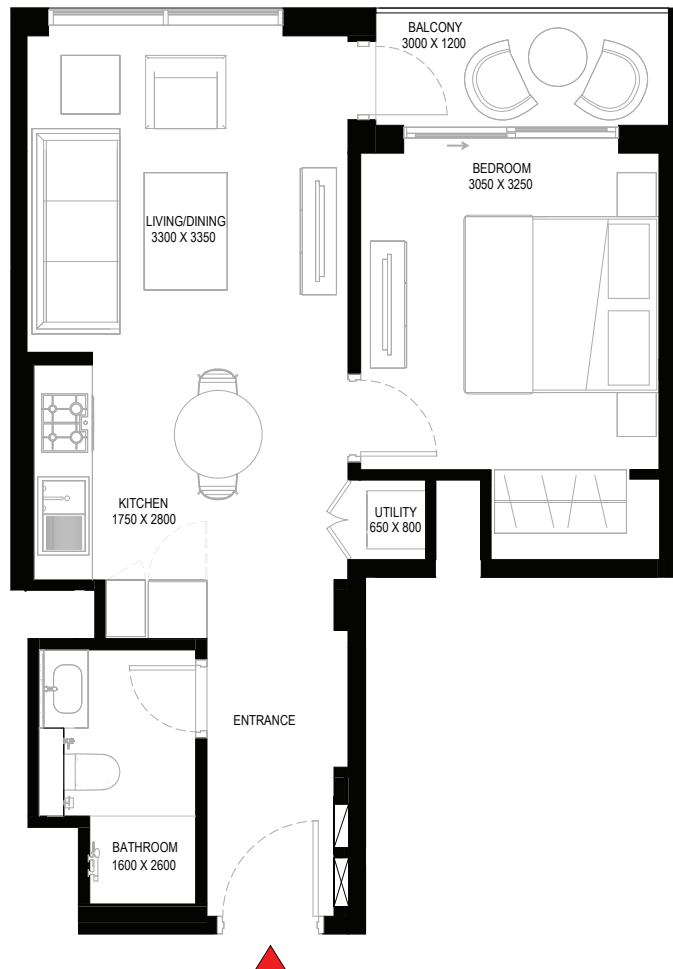 BALCONY
3000 X 1200
BEDROOM
3050 X 3250
LIVING/DINING
3300 X 3350
KITCHEN
1750 X 2800
UTILITY
650 X 800
ENTRANCE
BATHROOM
1600 X 2600